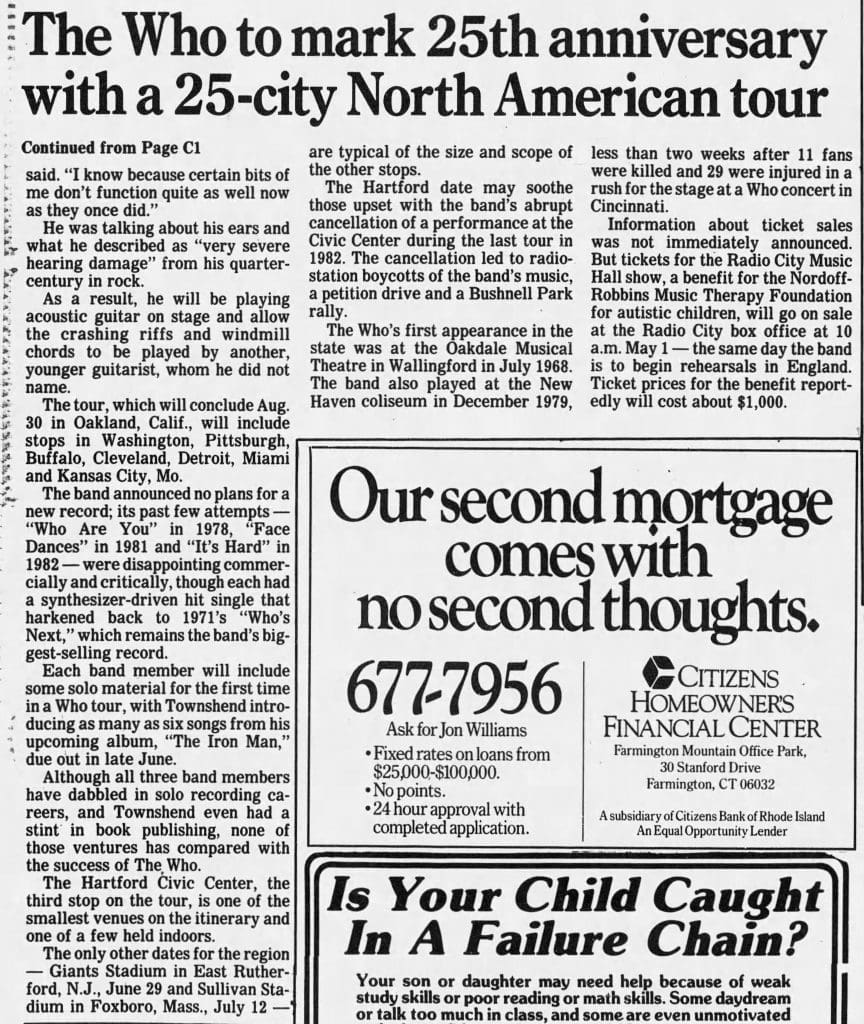 The Who to mark 25th anniversary
with a 25-city North American tour
Continued from Page C1
said. “I know because certain bits of
me don’t function quite as well now
as they once did.”
He was talking about his ears and
what he described as “very severe
hearing damage” from his quarter-
century in rock.
As a result, he will be playing
acoustic guitar on stage and allow
the crashing riffs and windmill
chords to be played by another,
younger guitarist, whom he did not
name.
The tour, which will conclude Aug.
30 in Oakland, Calif., will include
stops in Washington, Pittsburgh,
Buffalo, Cleveland, Detroit, Miami
and Kansas City, Mo.
The band announced no plans for a
new record; its past few attempts —
“Who Are You” in 1978, “Face
Dances” in 1981 and “It’s Hard” in
1982 — were disappointing commer-
cially and critically, though each had
a synthesizer-driven hit single that
harkened back to 1971’s “Who’s
Next,” which remains the band’s big-
gest-selling record.
Each band member will include
some solo material for the first time
in a Who tour, with Townshend intro-
ducing as many as six songs from his
upcoming album, “The Iron Man,”
due out in late June.
Although all three band members
have dabbled in solo recording ca-
reers, and Townshend even had a
stint in book publishing, none of
those ventures has compared with
the success of The Who.
The Hartford Civic Center, the
third stop on the tour, is one of the
smallest venues on the itinerary and
one of a few held indoors.
The only other dates for the region
— Giants Stadium in East Ruther-
ford, N.J., June 29 and Sullivan Sta-
dium in Foxboro, Mass., July 12 —
are typical of the size and scope of
the other stops.
The Hartford date may soothe
those upset with the band’s abrupt
cancellation of a performance at the
Civic Center during the last tour in
1982. The cancellation led to radio-
station boycotts of the band’s music,
a petition drive and a Bushnell Park
rally.
The Who’s first appearance in the
state was at the Oakdale Musical
Theatre in Wallingford in July 1968.
The band also played at the New
Haven coliseum in December 1979,
less than two weeks after 11 fans
were killed and 29 were injured in a
rush for the stage at a Who concert in
Cincinnati.
Information about ticket sales
was not immediately announced.
But tickets for the Radio City Music
Hall show, a benefit for the Nordoff-
Robbins Music Therapy Foundation
for autistic children, will go on sale
at the Radio City box office at 10
a.m. May 1 — the same day the band
is to begin rehearsals in England.
Ticket prices for the benefit report-
edly will cost about $1,000.
Our second mortgage
comes with
no second thoughts.
677-7956
Ask for Jon Williams
• Fixed rates on loans from
$25,000-$100,000.
• No points.
• 24 hour approval with
completed application.
CITIZENS
HOMEOWNER’S
FINANCIAL CENTER
Farmington Mountain Office Park,
30 Stanford Drive
Farmington, CT 06032
A subsidiary of Citizens Bank of Rhode Island
An Equal Opportunity Lender
Is Your Child Caught
In A Failure Chain?
Your son or daughter may need help because of weak
study skills or poor reading or math skills. Some daydream
or talk too much in class, and some are even unmotivated